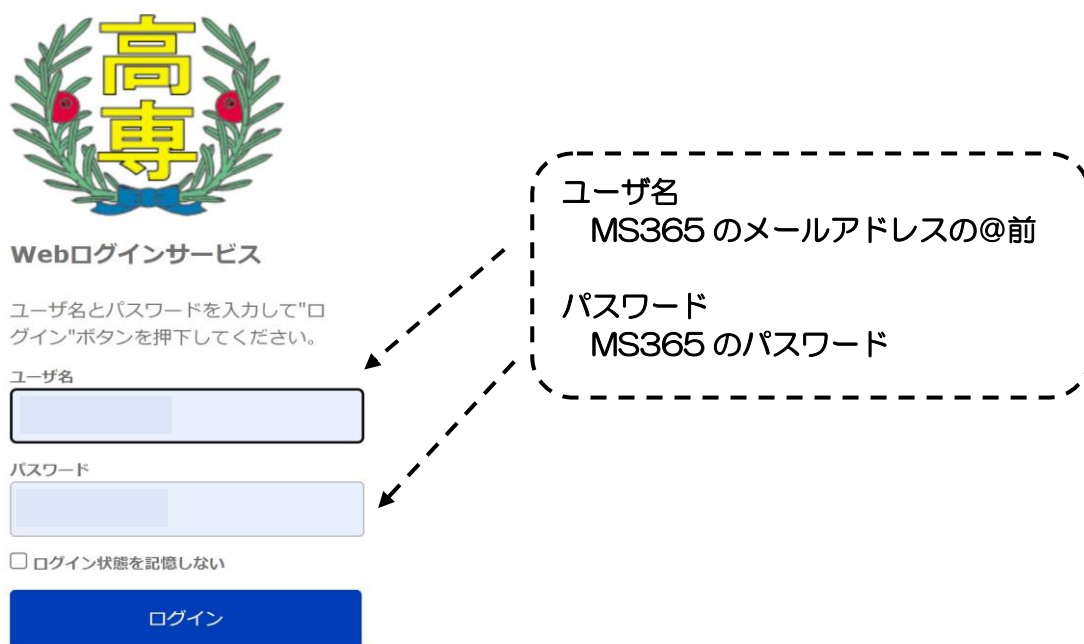 高
専
Webログインサービス
ユーザ名とパスワードを入力して"ロ
グイン"ボタンを押下してください。
ユーザ名
パスワード
ログイン状態を記憶しない
ログイン
ユーザ名
MS365 のメールアドレスの@前
パスワード
MS365 のパスワード